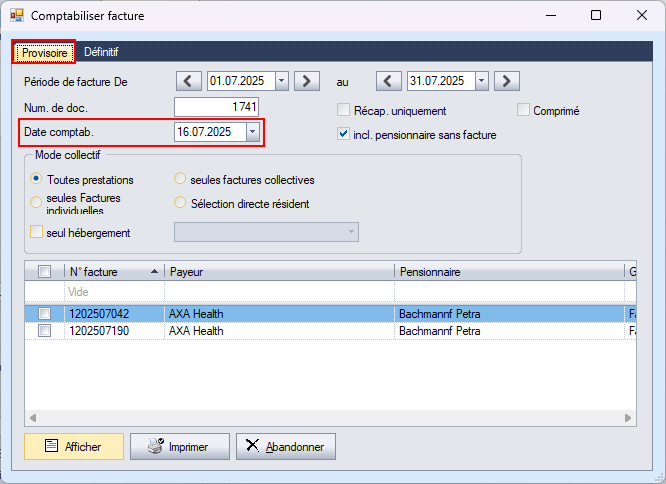 Comptabiliser facture
Provisoire Définitif
Période de facture De 01.07.2025 au 31.07.2025
Num. de doc. 1741 Récap. uniquement Comprimé
Date comptab. 16.07.2025 incl. pensionnaire sans facture
Mode collectif
Toutes prestations seules factures collectives
seules Factures individuelles Sélection directe résident
seul hébergement
N° facture Payeur Pensionnaire G
Vide
1202507042 AXA Health Bachmannf Petra Fa
1202507190 AXA Health Bachmannf Petra Fa
Afficher Imprimer Abandonner